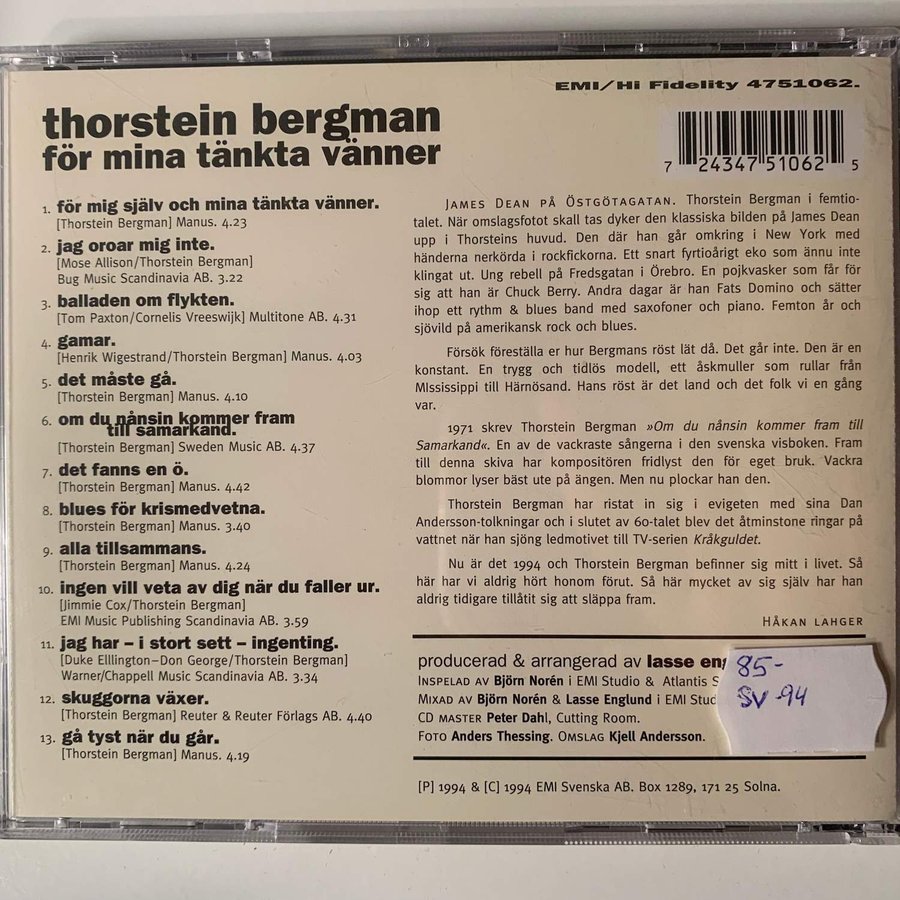 EMI/Hi Fidelity 4751062.
thorstein bergman
för mina tänkta vänner
7 24347 51062 5
1. för mig själv och mina tänkta vänner.
[Thorstein Bergman] Manus. 4.23
2. jag oroar mig inte.
[Mose Allison/Thorstein Bergman]
Bug Music Scandinavia AB. 3.22
3. balladen om flykten.
[Tom Paxton/Cornelis Vreeswijk] Multitone AB. 4.31
4. gamar.
[Henrik Wigestrand/Thorstein Bergman] Manus. 4.03
5. det måste gå.
[Thorstein Bergman] Manus. 4.10
6. om du nånsin kommer fram
till samarkand.
[Thorstein Bergman] Sweden Music AB. 4.37
7. det fanns en ö.
[Thorstein Bergman] Manus. 4.42
8. blues för krismedvetna.
[Thorstein Bergman] Manus. 3.40
9. alla tillsammans.
[Thorstein Bergman] Manus. 4.24
10. ingen vill veta av dig när du faller ur.
[Jimmie Cox/Thorstein Bergman]
EMI Music Publishing Scandinavia AB. 3.59
11. jag har – i stort sett – ingenting.
[Duke Elllington–Don George/Thorstein Bergman]
Warner/Chappell Music Scandinavia AB. 3.34
12. skuggorna växer.
[Thorstein Bergman] Reuter & Reuter Förlags AB. 4.40
13. gå tyst när du går.
[Thorstein Bergman] Manus. 4.19
JAMES DEAN PÅ ÖSTGÖTAGATAN. Thorstein Bergman i femtio-
talet. När omslagsfotot skall tas dyker den klassiska bilden på James Dean
upp i Thorsteins huvud. Den där han går omkring i New York med
händerna nerkörda i rockfickorna. Ett snart fyrtioårigt eko som ännu inte
klingat ut. Ung rebell på Fredsgatan i Örebro. En pojkvasker som får för
sig att han är Chuck Berry. Andra dagar är han Fats Domino och sätter
ihop ett rythm & blues band med saxofoner och piano. Femton år och
sjövild på amerikansk rock och blues.
Försök föreställa er hur Bergmans röst lät då. Det går inte. Den är en
konstant. En trygg och tidlös modell, ett åskmuller som rullar från
MIssissippi till Härnösand. Hans röst är det land och det folk vi en gång
var.
1971 skrev Thorstein Bergman »Om du nånsin kommer fram till
Samarkand«. En av de vackraste sångerna i den svenska visboken. Fram
till denna skiva har kompositören fridlyst den för eget bruk. Vackra
blommor lyser bäst ute på ängen. Men nu plockar han den.
Thorstein Bergman har ristat in sig i evigeten med sina Dan
Andersson-tolkningar och i slutet av 60-talet blev det åtminstone ringar på
vattnet när han sjöng ledmotivet till TV-serien Kråkguldet.
Nu är det 1994 och Thorstein Bergman befinner sig mitt i livet. Så
här har vi aldrig hört honom förut. Så här mycket av sig själv har han
aldrig tidigare tillåtit sig att släppa fram.
HÅKAN LAHGER
producerad & arrangerad av lasse
INSPELAD AV Björn Norén i EMI Studio & Atlantis
MIXAD AV Björn Norén & Lasse Englund i EMI
CD MASTER Peter Dahl, Cutting Room.
FOTO Anders Thessing. OMSLAG Kjell Andersson.
85-
SV-94
[P] 1994 & [C] 1994 EMI Svenska AB. Box 1289, 171 25 Solna.